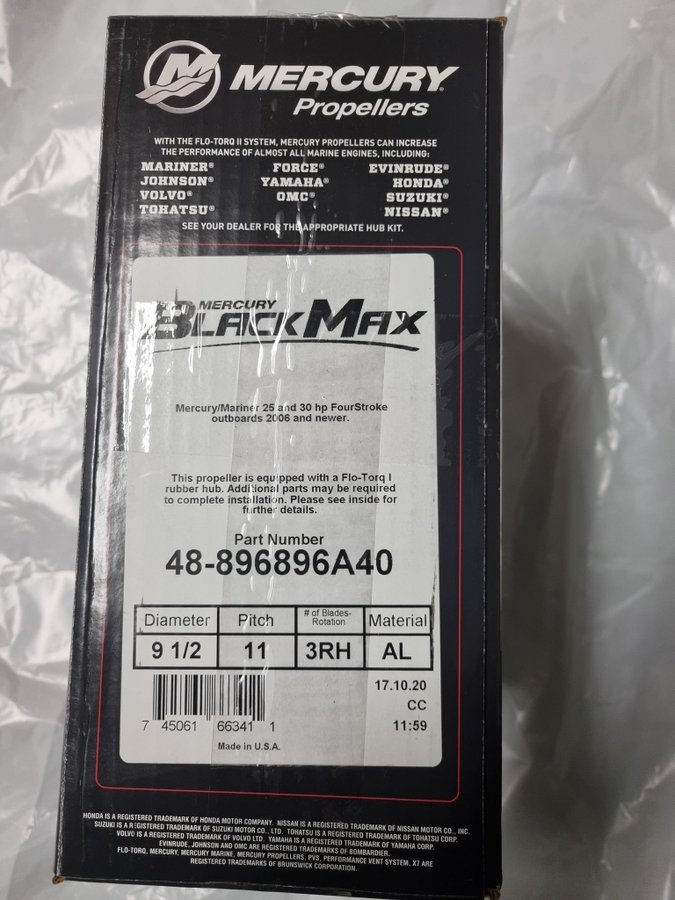 MERCURY
Propellers
WITH THE FLO-TORQ II SYSTEM, MERCURY PROPELLERS CAN INCREASE
THE PERFORMANCE OF ALMOST ALL MARINE ENGINES, INCLUDING:
MARINER® FORCE® EVINRUDE®
JOHNSON® YAMAHA® HONDA®
VOLVO® OMC® SUZUKI®
TOHATSU® NISSAN®
SEE YOUR DEALER FOR THE APPROPRIATE HUB KIT.
MERCURY
BLACKMAX
Mercury/Mariner 25 and 30 hp FourStroke
outboards 2006 and newer.
This propeller is equipped with a Flo-Torq I
rubber hub. Additional parts may be required
to complete installation. Please see inside for
further details.
Part Number
48-896896A40
Diameter Pitch # of Blades- Rotation Material
9 1/2 11 3RH AL
17.10.20
CC
7 45061 66341 1 11:59
Made in U.S.A.
HONDA IS A REGISTERED TRADEMARK OF HONDA MOTOR COMPANY. NISSAN IS A REGISTERED TRADEMARK OF NISSAN MOTOR CO., INC.
SUZUKI IS A REGISTERED TRADEMARK OF SUZUKI MOTOR CO., LTD. TOHATSU IS A REGISTERED TRADEMARK OF TOHATSU CORP.
VOLVO IS A REGISTERED TRADEMARK OF VOLVO LTD. YAMAHA IS A REGISTERED TRADEMARK OF YAMAHA CORP.
EVINRUDE, JOHNSON AND OMC ARE REGISTERED TRADEMARKS OF BOMBARDIER.
FLO-TORQ, MERCURY, MERCURY MARINE, MERCURY PROPELLERS, PVS, PERFORMANCE VENT SYSTEM, X7 ARE
REGISTERED TRADEMARKS OF BRUNSWICK CORPORATION.